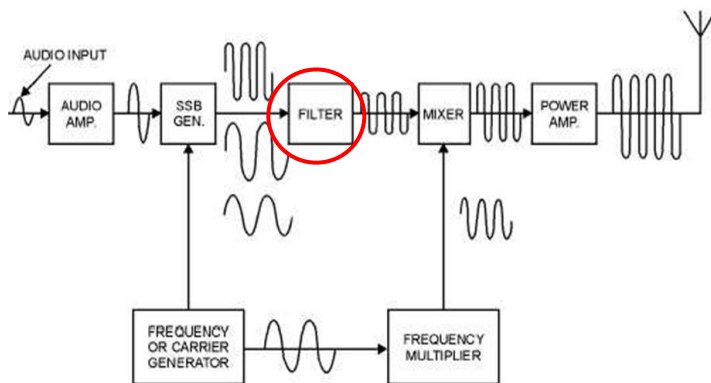 AUDIO INPUT
AUDIO
AMP.
SSB
GEN.
FILTER
MIXER
POWER
AMP.
FREQUENCY
OR CARRIER
GENERATOR
FREQUENCY
MULTIPLIER